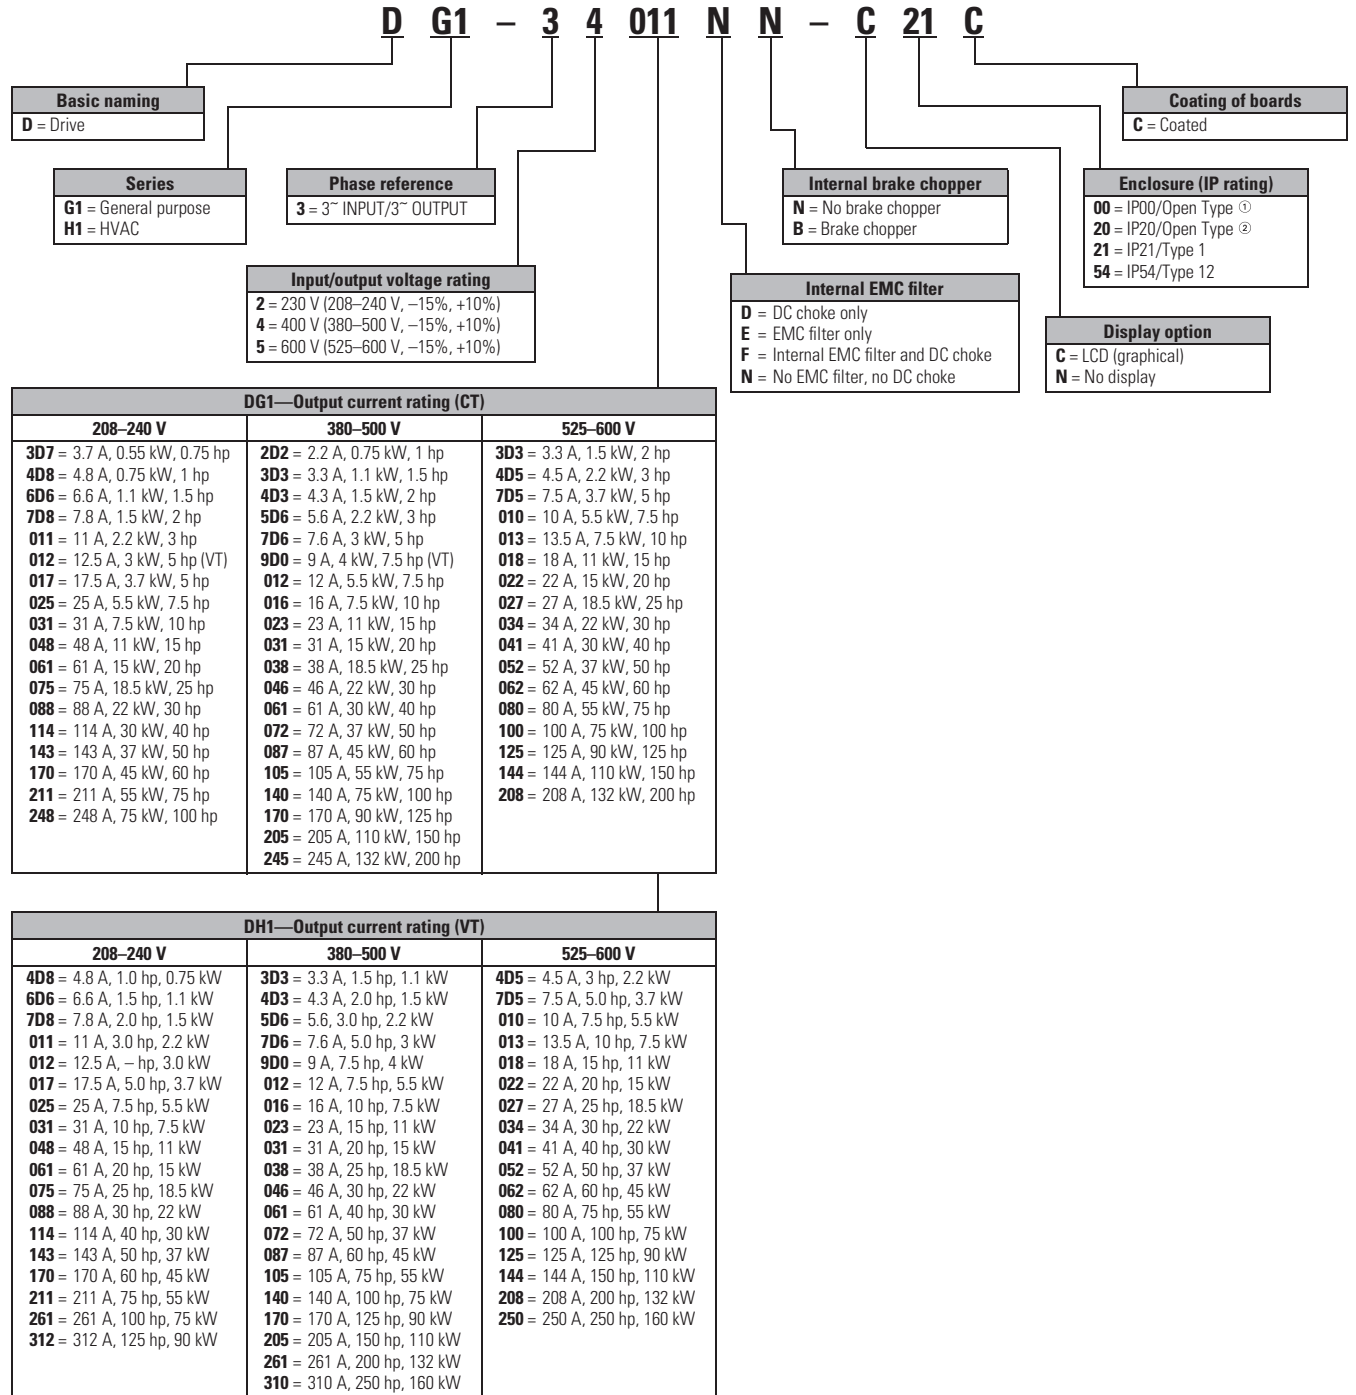 D G1 – 3 4 011 N N – C 21 C
Basic naming
D = Drive
Coating of boards
C = Coated
Series
G1 = General purpose
H1 = HVAC
Phase reference
3 = 3~ INPUT/3~ OUTPUT
Internal brake chopper
N = No brake chopper
B = Brake chopper
Enclosure (IP rating)
00 = IP00/Open Type ①
20 = IP20/Open Type ②
21 = IP21/Type 1
54 = IP54/Type 12
Input/output voltage rating
2 = 230 V (208–240 V, –15%, +10%)
4 = 400 V (380–500 V, –15%, +10%)
5 = 600 V (525–600 V, –15%, +10%)
Internal EMC filter
D = DC choke only
E = EMC filter only
F = Internal EMC filter and DC choke
N = No EMC filter, no DC choke
Display option
C = LCD (graphical)
N = No display
DG1—Output current rating (CT)
208–240 V
3D7 = 3.7 A, 0.55 kW, 0.75 hp
4D8 = 4.8 A, 0.75 kW, 1 hp
6D6 = 6.6 A, 1.1 kW, 1.5 hp
7D8 = 7.8 A, 1.5 kW, 2 hp
011 = 11 A, 2.2 kW, 3 hp
012 = 12.5 A, 3 kW, 5 hp (VT)
017 = 17.5 A, 3.7 kW, 5 hp
025 = 25 A, 5.5 kW, 7.5 hp
031 = 31 A, 7.5 kW, 10 hp
048 = 48 A, 11 kW, 15 hp
061 = 61 A, 15 kW, 20 hp
075 = 75 A, 18.5 kW, 25 hp
088 = 88 A, 22 kW, 30 hp
114 = 114 A, 30 kW, 40 hp
143 = 143 A, 37 kW, 50 hp
170 = 170 A, 45 kW, 60 hp
211 = 211 A, 55 kW, 75 hp
248 = 248 A, 75 kW, 100 hp
380–500 V
2D2 = 2.2 A, 0.75 kW, 1 hp
3D3 = 3.3 A, 1.1 kW, 1.5 hp
4D3 = 4.3 A, 1.5 kW, 2 hp
5D6 = 5.6 A, 2.2 kW, 3 hp
7D6 = 7.6 A, 3 kW, 5 hp
9D0 = 9 A, 4 kW, 7.5 hp (VT)
012 = 12 A, 5.5 kW, 7.5 hp
016 = 16 A, 7.5 kW, 10 hp
023 = 23 A, 11 kW, 15 hp
031 = 31 A, 15 kW, 20 hp
038 = 38 A, 18.5 kW, 25 hp
046 = 46 A, 22 kW, 30 hp
061 = 61 A, 30 kW, 40 hp
072 = 72 A, 37 kW, 50 hp
087 = 87 A, 45 kW, 60 hp
105 = 105 A, 55 kW, 75 hp
140 = 140 A, 75 kW, 100 hp
170 = 170 A, 90 kW, 125 hp
205 = 205 A, 110 kW, 150 hp
245 = 245 A, 132 kW, 200 hp
525–600 V
3D3 = 3.3 A, 1.5 kW, 2 hp
4D5 = 4.5 A, 2.2 kW, 3 hp
7D5 = 7.5 A, 3.7 kW, 5 hp
010 = 10 A, 5.5 kW, 7.5 hp
013 = 13.5 A, 7.5 kW, 10 hp
018 = 18 A, 11 kW, 15 hp
022 = 22 A, 15 kW, 20 hp
027 = 27 A, 18.5 kW, 25 hp
034 = 34 A, 22 kW, 30 hp
041 = 41 A, 30 kW, 40 hp
052 = 52 A, 37 kW, 50 hp
062 = 62 A, 45 kW, 60 hp
080 = 80 A, 55 kW, 75 hp
100 = 100 A, 75 kW, 100 hp
125 = 125 A, 90 kW, 125 hp
144 = 144 A, 110 kW, 150 hp
208 = 208 A, 132 kW, 200 hp
DH1—Output current rating (VT)
208–240 V
4D8 = 4.8 A, 1.0 hp, 0.75 kW
6D6 = 6.6 A, 1.5 hp, 1.1 kW
7D8 = 7.8 A, 2.0 hp, 1.5 kW
011 = 11 A, 3.0 hp, 2.2 kW
012 = 12.5 A, – hp, 3.0 kW
017 = 17.5 A, 5.0 hp, 3.7 kW
025 = 25 A, 7.5 hp, 5.5 kW
031 = 31 A, 10 hp, 7.5 kW
048 = 48 A, 15 hp, 11 kW
061 = 61 A, 20 hp, 15 kW
075 = 75 A, 25 hp, 18.5 kW
088 = 88 A, 30 hp, 22 kW
114 = 114 A, 40 hp, 30 kW
143 = 143 A, 50 hp, 37 kW
170 = 170 A, 60 hp, 45 kW
211 = 211 A, 75 hp, 55 kW
261 = 261 A, 100 hp, 75 kW
312 = 312 A, 125 hp, 90 kW
380–500 V
3D3 = 3.3 A, 1.5 hp, 1.1 kW
4D3 = 4.3 A, 2.0 hp, 1.5 kW
5D6 = 5.6, 3.0 hp, 2.2 kW
7D6 = 7.6 A, 5.0 hp, 3 kW
9D0 = 9 A, 7.5 hp, 4 kW
012 = 12 A, 7.5 hp, 5.5 kW
016 = 16 A, 10 hp, 7.5 kW
023 = 23 A, 15 hp, 11 kW
031 = 31 A, 20 hp, 15 kW
038 = 38 A, 25 hp, 18.5 kW
046 = 46 A, 30 hp, 22 kW
061 = 61 A, 40 hp, 30 kW
072 = 72 A, 50 hp, 37 kW
087 = 87 A, 60 hp, 45 kW
105 = 105 A, 75 hp, 55 kW
140 = 140 A, 100 hp, 75 kW
170 = 170 A, 125 hp, 90 kW
205 = 205 A, 150 hp, 110 kW
261 = 261 A, 200 hp, 132 kW
310 = 310 A, 250 hp, 160 kW
525–600 V
4D5 = 4.5 A, 3 hp, 2.2 kW
7D5 = 7.5 A, 5.0 hp, 3.7 kW
010 = 10 A, 7.5 hp, 5.5 kW
013 = 13.5 A, 10 hp, 7.5 kW
018 = 18 A, 15 hp, 11 kW
022 = 22 A, 20 hp, 15 kW
027 = 27 A, 25 hp, 18.5 kW
034 = 34 A, 30 hp, 22 kW
041 = 41 A, 40 hp, 30 kW
052 = 52 A, 50 hp, 37 kW
062 = 62 A, 60 hp, 45 kW
080 = 80 A, 75 hp, 55 kW
100 = 100 A, 100 hp, 75 kW
125 = 125 A, 125 hp, 90 kW
144 = 144 A, 150 hp, 110 kW
208 = 208 A, 200 hp, 132 kW
250 = 250 A, 250 hp, 160 kW